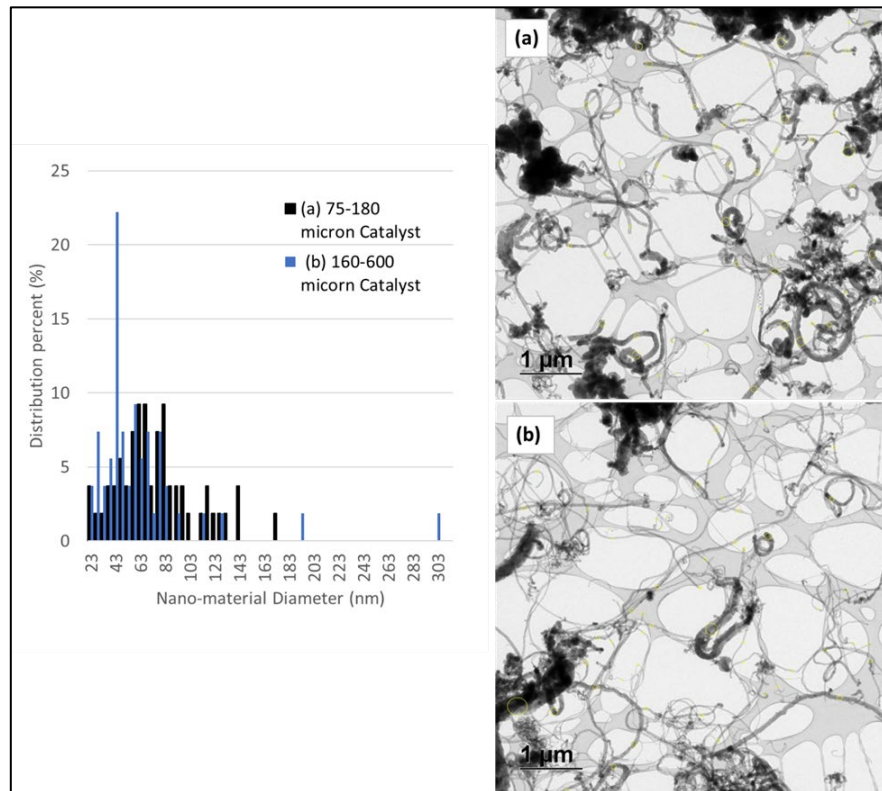 25
20
15
10
5
0
Distribution percent (%)
(a) 75-180
micron Catalyst
(b) 160-600
micorn Catalyst
23 43 63 83 103 123 143 163 183 203 223 243 263 283 303
Nano-material Diameter (nm)
(a)
1 μm
(b)
1 μm